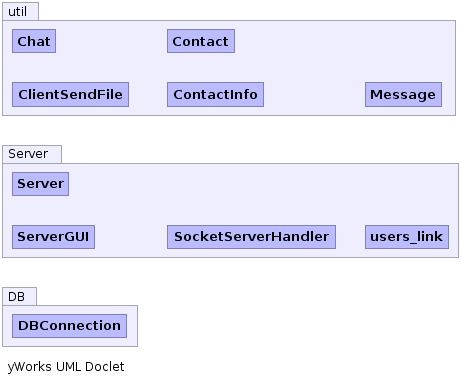 util
Chat Contact
ClientSendFile ContactInfo Message
Server
Server
ServerGUI SocketServerHandler users_link
DB
DBConnection
yWorks UML Doclet